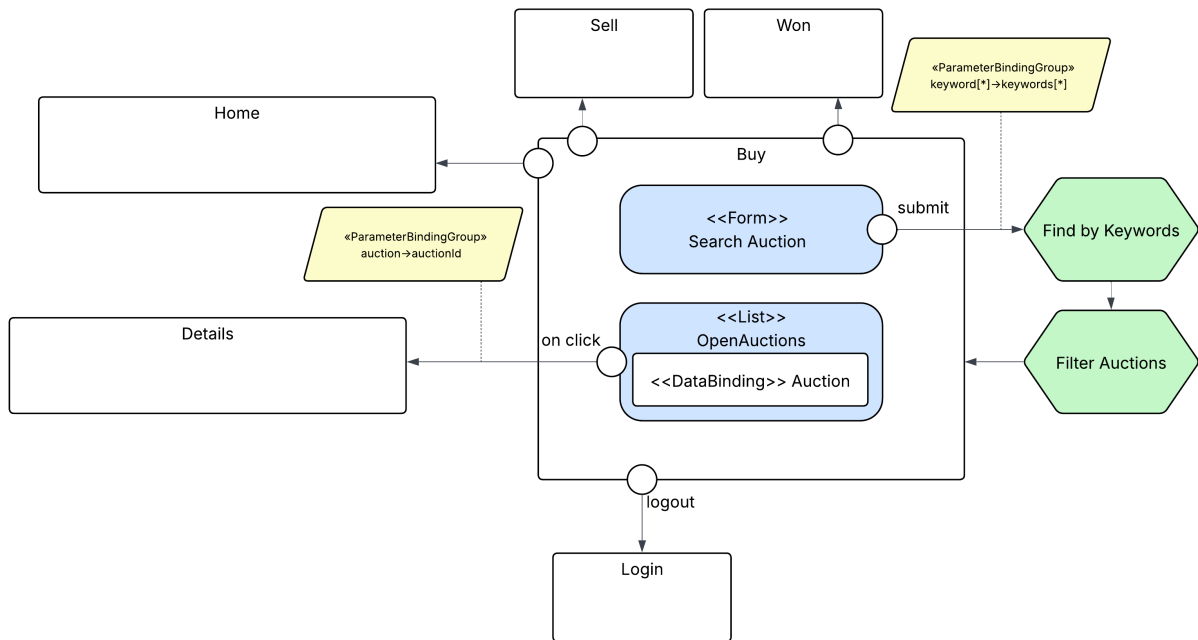 Sell
Won
«ParameterBindingGroup»
keyword[*]→keywords[*]
Home
Buy
<<Form>>
Search Auction
submit
Find by Keywords
«ParameterBindingGroup»
auction→auctionId
Details
on click
<<List>>
OpenAuctions
<<DataBinding>> Auction
Filter Auctions
logout
Login